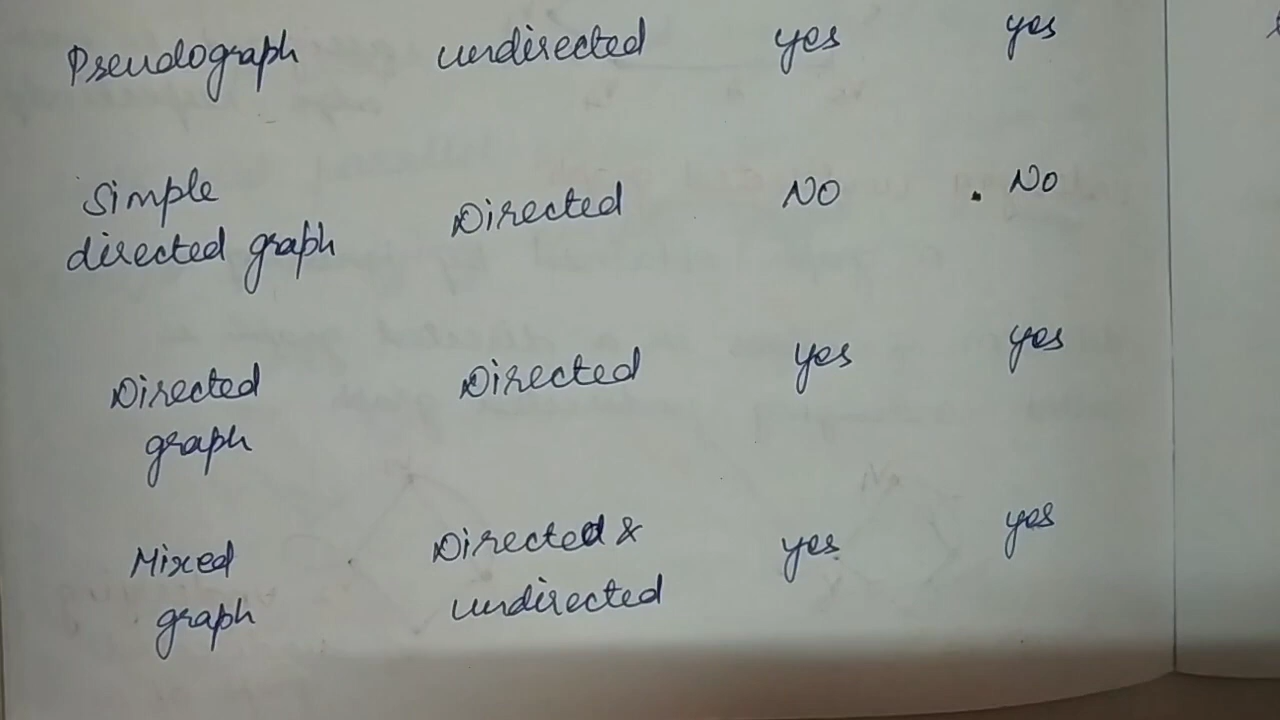 Pseudograph undirected yes yes
Simple
directed graph Directed No No
Directed
graph Directed yes yes
Mixed Directed & yes yes
graph undirected